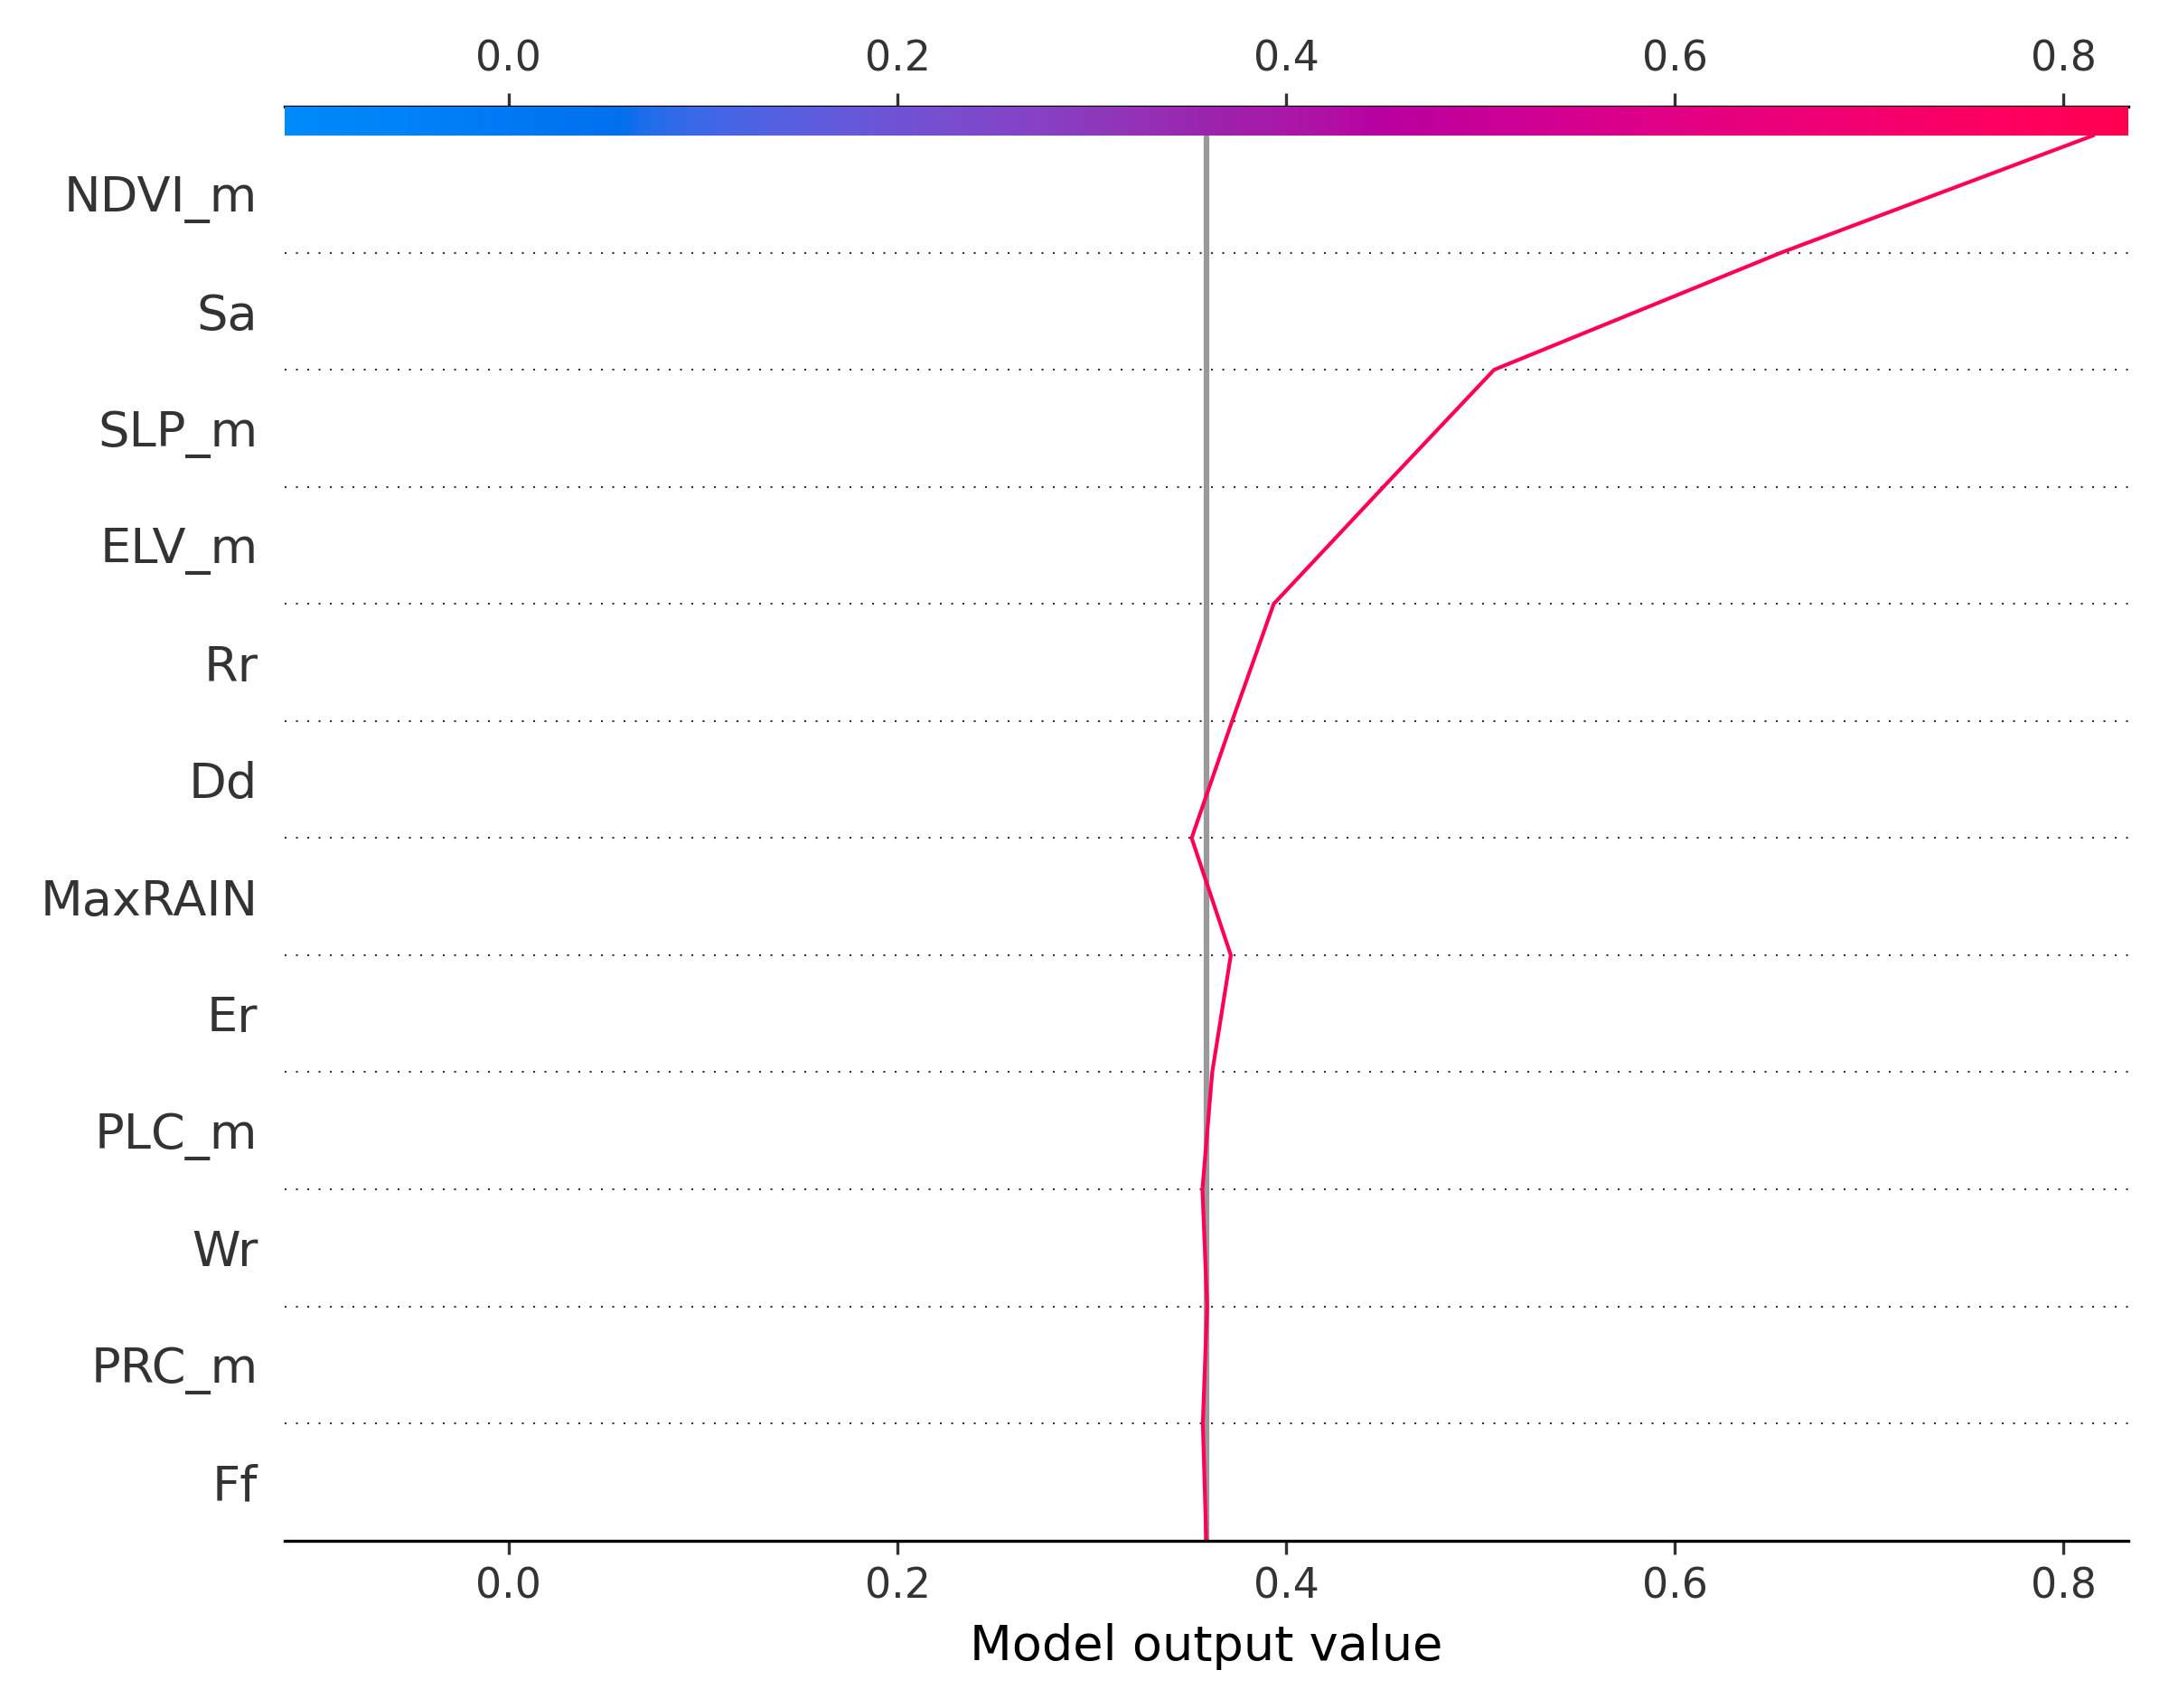 0.0 0.2 0.4 0.6 0.8
NDVI_m
Sa
SLP_m
ELV_m
Rr
Dd
MaxRAIN
Er
PLC_m
Wr
PRC_m
Ff
0.0 0.2 0.4 0.6 0.8
Model output value